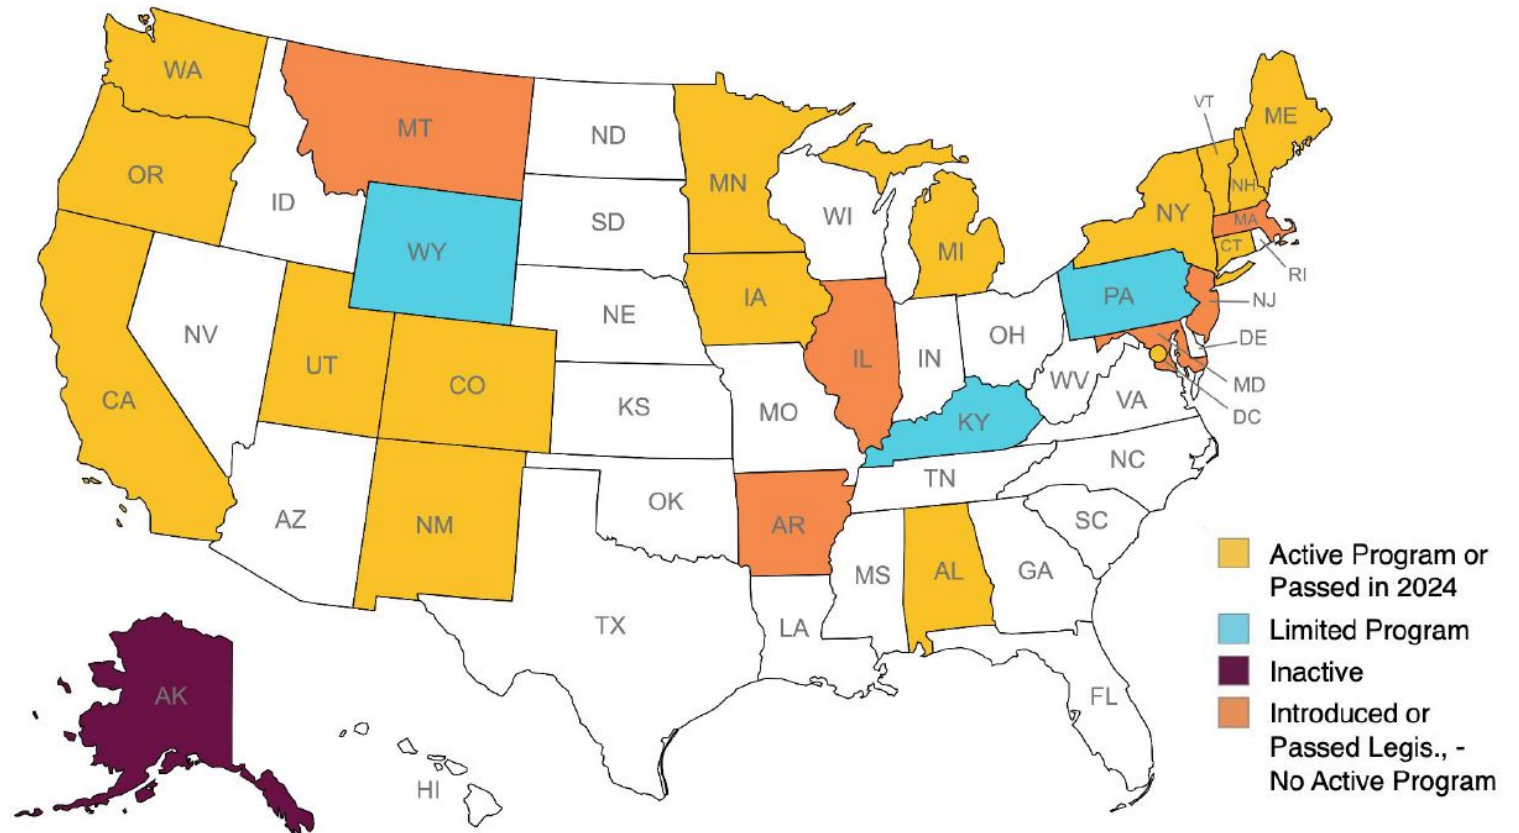 WA
MT
ND
MN
VT
ME
OR
ID
SD
WI
NH
NY
MA
CT
WY
MI
RI
IA
PA
NJ
NV
NE
OH
DE
UT
CO
IL
IN
MD
CA
KS
MO
WV
VA
DC
KY
NC
TN
OK
AZ
NM
AR
SC
MS
AL
GA
TX
LA
FL
AK
HI
Active Program or
Passed in 2024
Limited Program
Inactive
Introduced or
Passed Legis., -
No Active Program